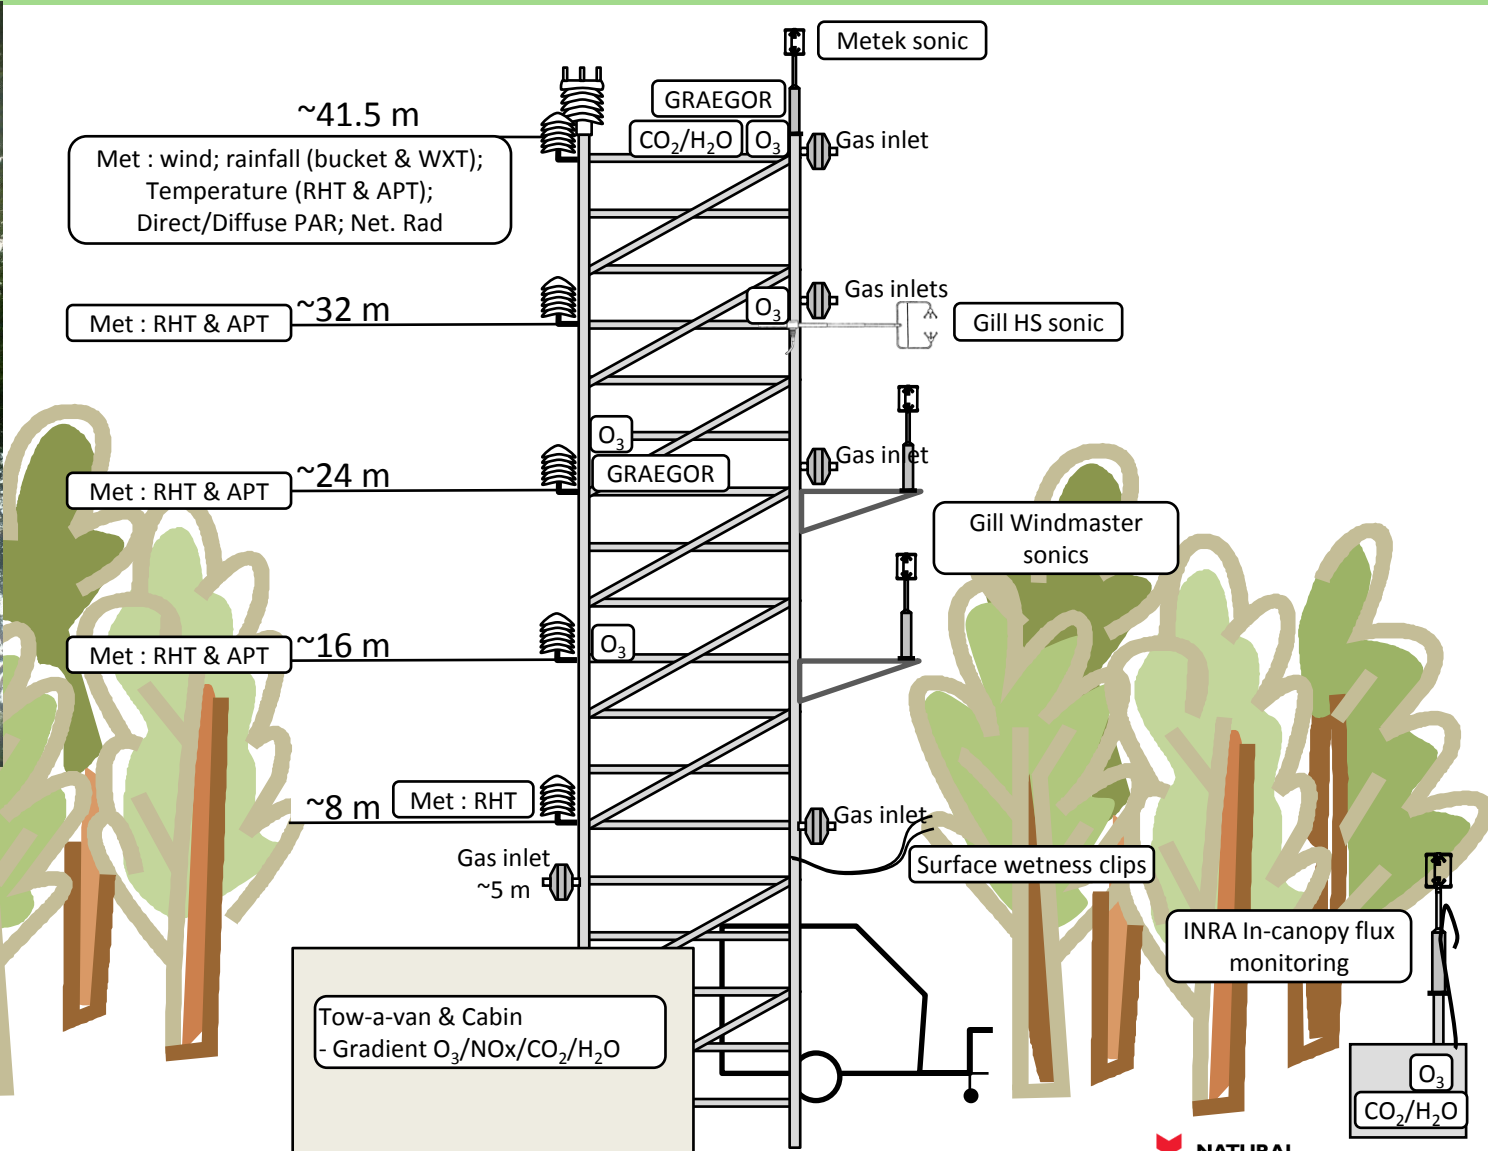 Metek sonic
~41.5 m
GRAEGOR
CO₂/H₂O
O₃
Gas inlet
Met : wind; rainfall (bucket & WXT);
Temperature (RHT & APT);
Direct/Diffuse PAR; Net. Rad
~32 m
Met : RHT & APT
O₃
Gas inlets
Gill HS sonic
O₃
~24 m
Met : RHT & APT
GRAEGOR
Gas inlet
Gill Windmaster
sonics
~16 m
Met : RHT & APT
O₃
~8 m
Met : RHT
Gas inlet
Surface wetness clips
Gas inlet
~5 m
INRA In-canopy flux
monitoring
Tow-a-van & Cabin
- Gradient O₃/NOx/CO₂/H₂O
O₃
CO₂/H₂O
NATURAL